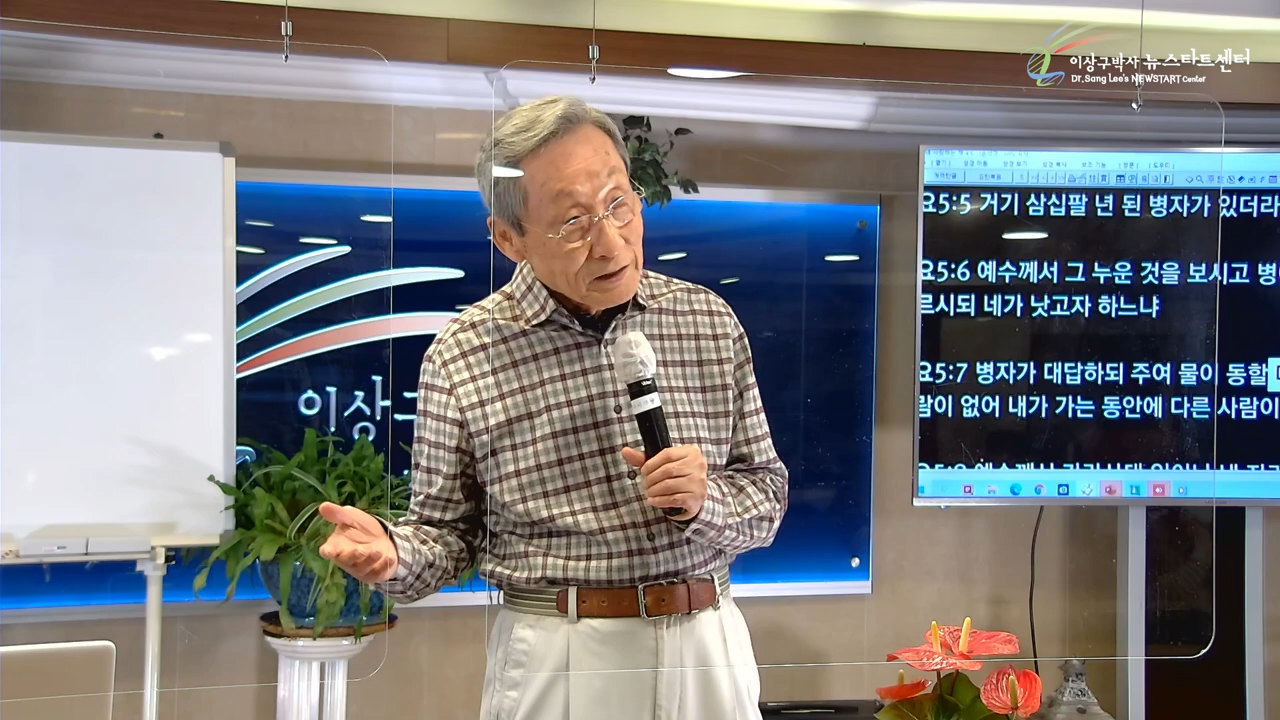 이상구박사 뉴스타트센터
Dr. Sang Lee's NEWSTART Center
이상구
요5:5 거기 삼십팔 년 된 병자가 있더라
요5:6 예수께서 그 누운 것을 보시고
르시되 네가 낫고자 하느냐
요5:7 병자가 대답하되 주여 물이 동할
람이 없어 내가 가는 동안에 다른 사람이